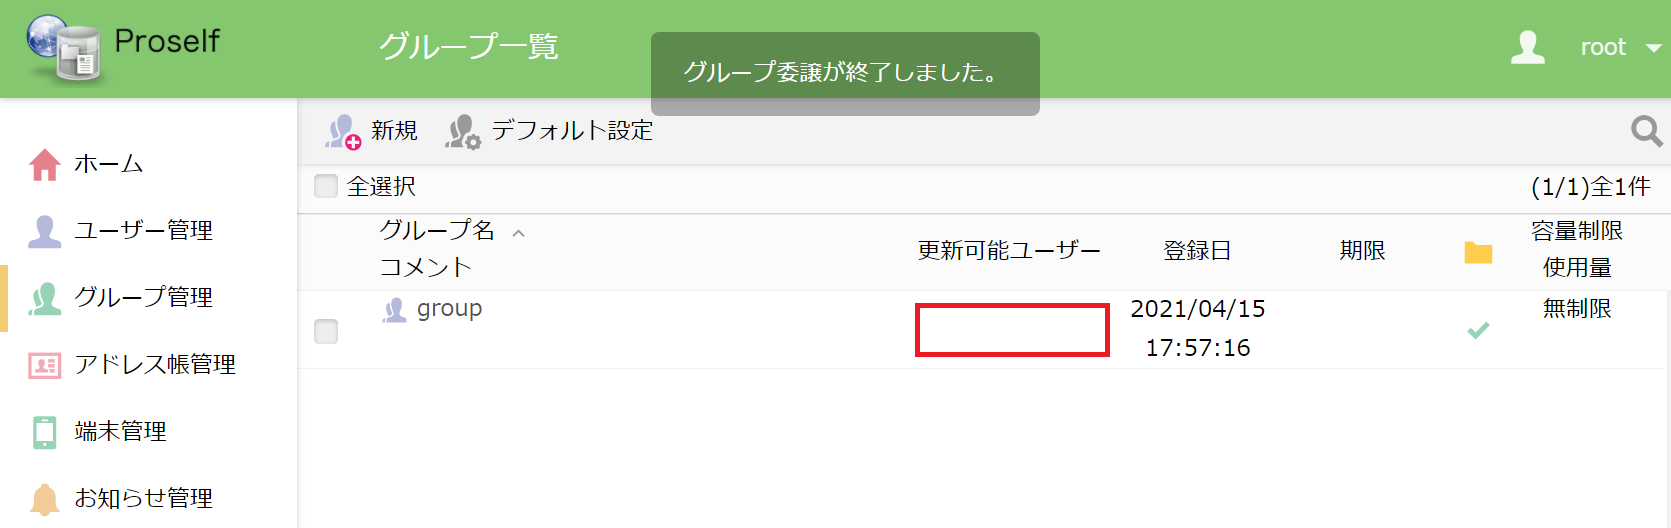 Proself
グループ一覧
グループ委譲が終了しました。
root
新規
デフォルト設定
ホーム
ユーザー管理
グループ管理
アドレス帳管理
端末管理
お知らせ管理
全選択
(1/1)全1件
グループ名
コメント
更新可能ユーザー
登録日
期限
容量制限
使用量
group
2021/04/15
17:57:16
無制限